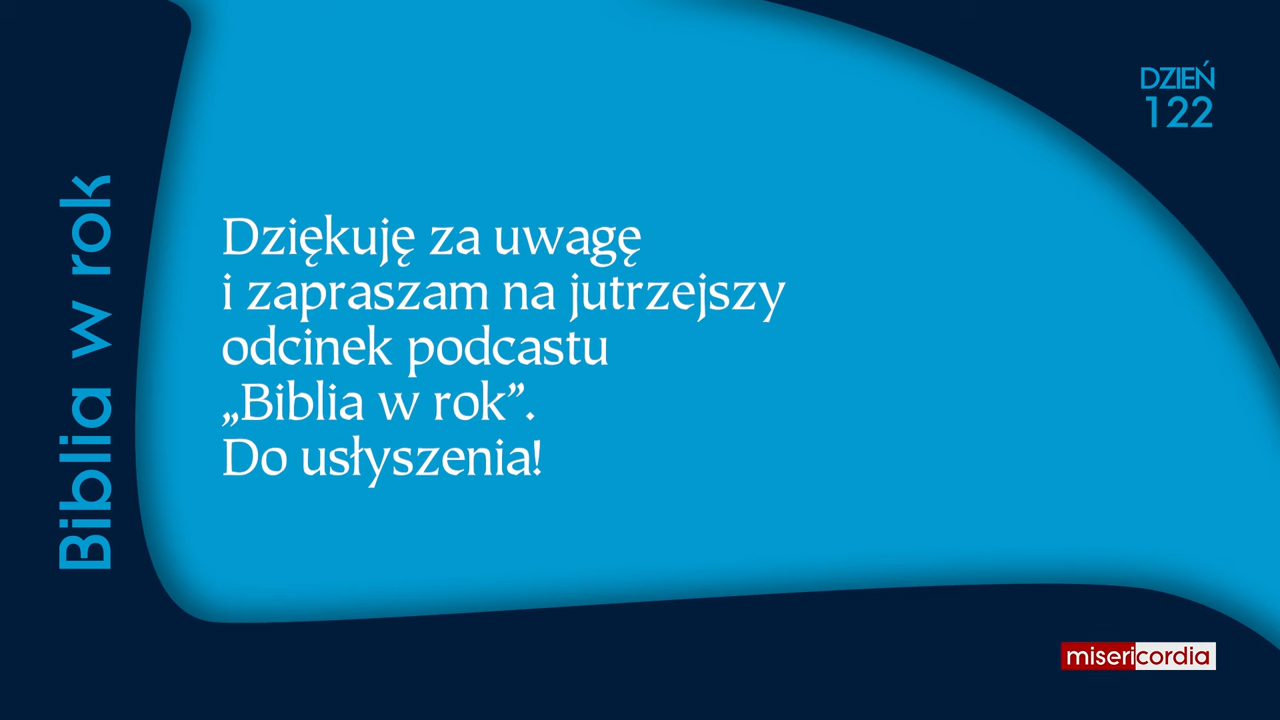 Biblia w rok
DZIEŃ
122
Dziękuję za uwagę
i zapraszam na jutrzejszy
odcinek podcastu
„Biblia w rok”.
Do usłyszenia!
misericordia